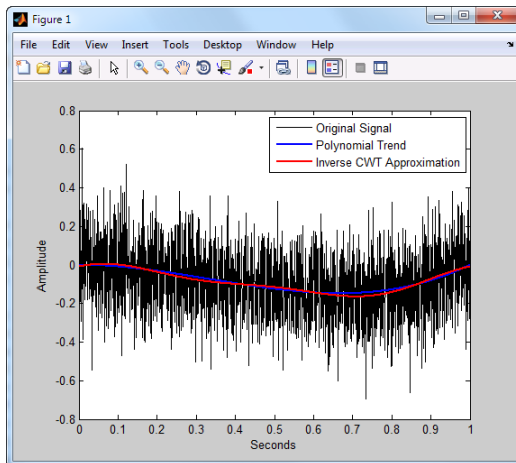 Figure 1
File Edit View Insert Tools Desktop Window Help
0.8
0.6
0.4
0.2
0
-0.2
-0.4
-0.6
-0.8
Amplitude
Original Signal
Polynomial Trend
Inverse CWT Approximation
0 0.1 0.2 0.3 0.4 0.5 0.6 0.7 0.8 0.9 1
Seconds